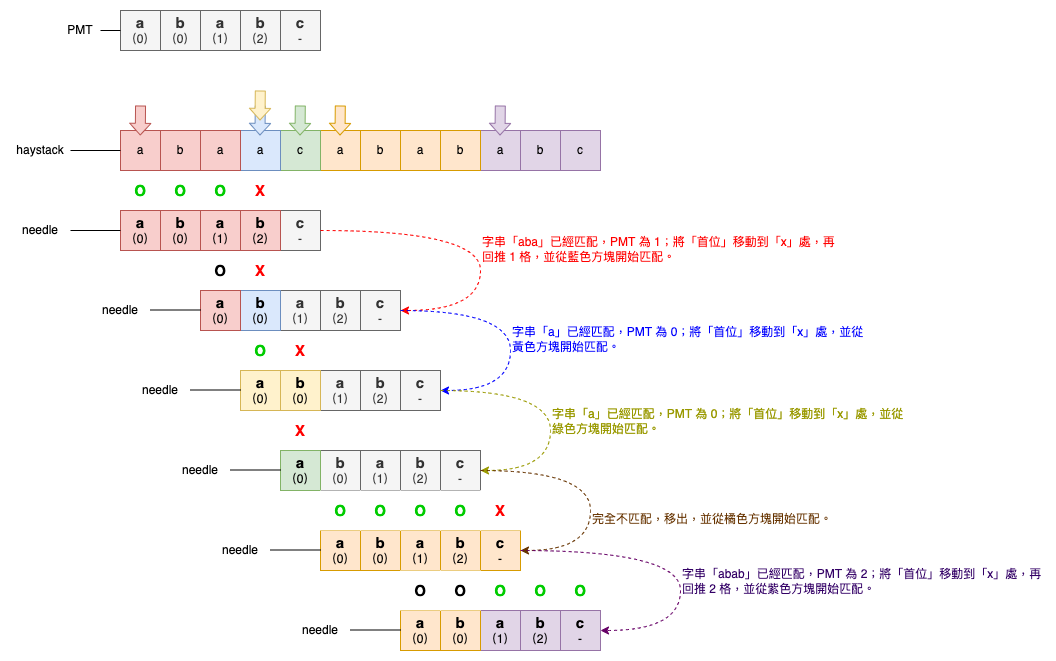 PMT
a b a b c
(0) (0) (1) (2) -
haystack
a b a a c a b a b a b c
O O O X
needle
a b a b c
(0) (0) (1) (2) -
字串「aba」已經匹配，PMT 為 1；將「首位」移動到「x」處，再
回推 1 格，並從藍色方塊開始匹配。
O X
needle
a b a b c
(0) (0) (1) (2) -
字串「a」已經匹配，PMT 為 0；將「首位」移動到「x」處，並從
黃色方塊開始匹配。
O X
needle
a b a b c
(0) (0) (1) (2) -
字串「a」已經匹配，PMT 為 0；將「首位」移動到「x」處，並從
綠色方塊開始匹配。
X
needle
a b a b c
(0) (0) (1) (2) -
完全不匹配，移出，並從橘色方塊開始匹配。
O O O O X
needle
a b a b c
(0) (0) (1) (2) -
字串「abab」已經匹配，PMT 為 2；將「首位」移動到「x」處，再
回推 2 格，並從紫色方塊開始匹配。
O O O O O
needle
a b a b c
(0) (0) (1) (2) -